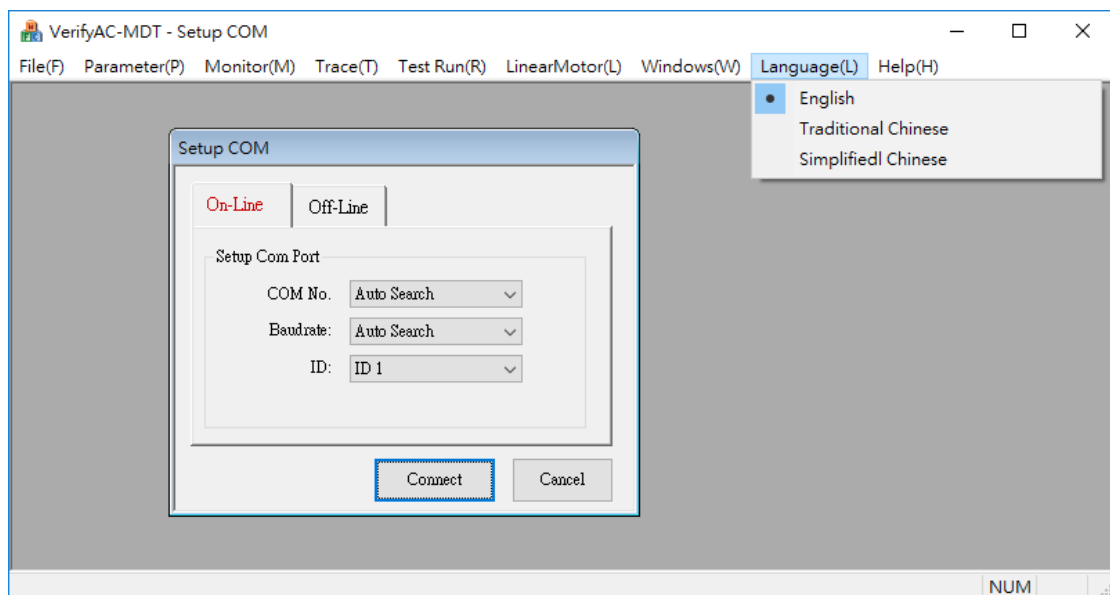 VerifyAC-MDT - Setup COM
File(F) Parameter(P) Monitor(M) Trace(T) Test Run(R) LinearMotor(L) Windows(W) Language(L) Help(H)
English
Traditional Chinese
Simplifiedl Chinese
Setup COM
On-Line Off-Line
Setup Com Port
COM No. Auto Search
Baudrate: Auto Search
ID: ID 1
Connect Cancel
NUM